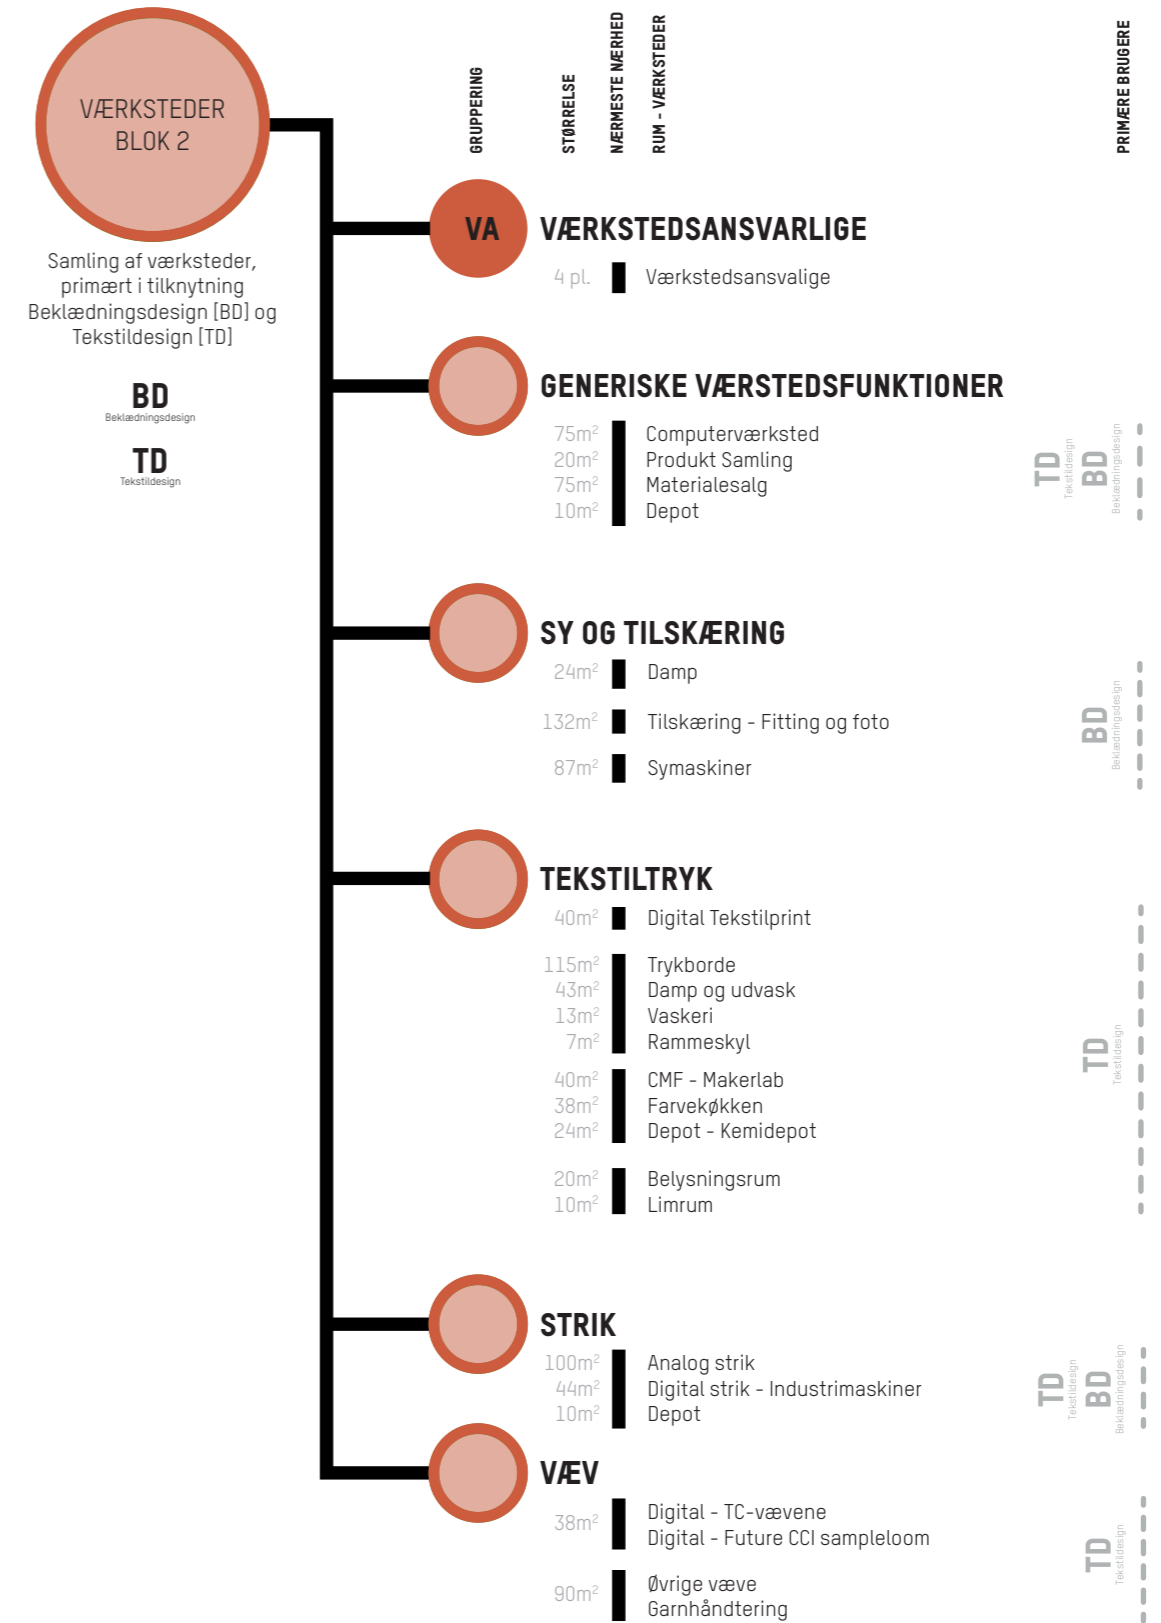 VÆRKSTEDER
BLOK 2
Samling af værksteder,
primært i tilknytning
Beklædningsdesign [BD] og
Tekstildesign [TD]
BD
Beklædningsdesign
TD
Tekstildesign
GRUPPERING
STØRRELSE
NÆRMESTE NÆRHED
RUM - VÆRKSTEDER
PRIMÆRE BRUGERE
VA
VÆRKSTEDSANSVARLIGE
4 pl. Værkstedsansvalige
GENERISKE VÆRSTEDSFUNKTIONER
75m² Computerværksted
20m² Produkt Samling
75m² Materialesalg
10m² Depot
TD
Tekstildesign
BD
Beklædningsdesign
SY OG TILSKÆRING
24m² Damp
132m² Tilskæring - Fitting og foto
87m² Symaskiner
BD
Beklædningsdesign
TEKSTILTRYK
40m² Digital Tekstilprint
115m² Trykborde
43m² Damp og udvask
13m² Vaskeri
7m² Rammeskyl
40m² CMF - Makerlab
38m² Farvekøkken
24m² Depot - Kemidepot
20m² Belysningsrum
10m² Limrum
TD
Tekstildesign
STRIK
100m² Analog strik
44m² Digital strik - Industrimaskiner
10m² Depot
TD
Tekstildesign
BD
Beklædningsdesign
VÆV
38m² Digital - TC-vævene
Digital - Future CCI sampleloom
90m² Øvrige væve
Garnhåndtering
TD
Tekstildesign